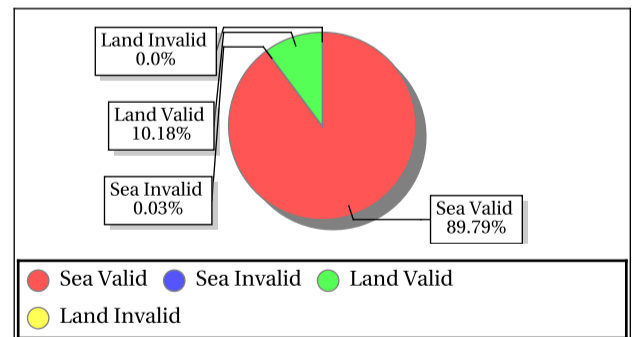 Land Invalid
0.0%
Land Valid
10.18%
Sea Invalid
0.03%
Sea Valid
89.79%
Sea Valid Sea Invalid Land Valid
Land Invalid